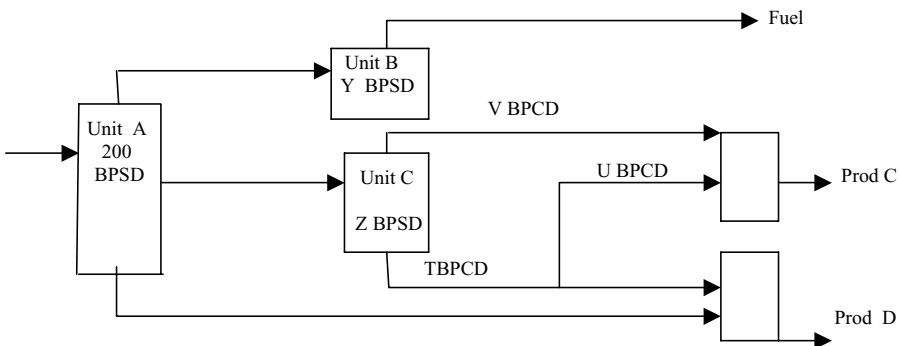 Fuel
Unit B
Y BPSD
V BPCD
Unit A
200
BPSD
Unit C
Z BPSD
U BPCD
Prod C
TBPCD
Prod D